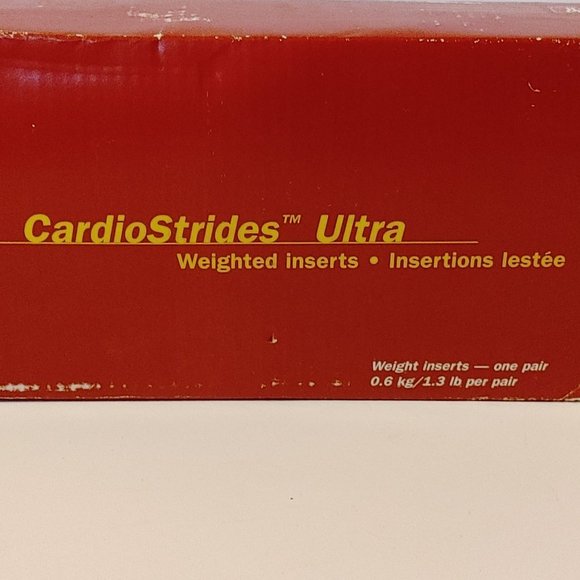 CardioStrides™ Ultra
Weighted inserts • Insertions lestée
Weight inserts — one pair
0.6 kg/1.3 lb per pair